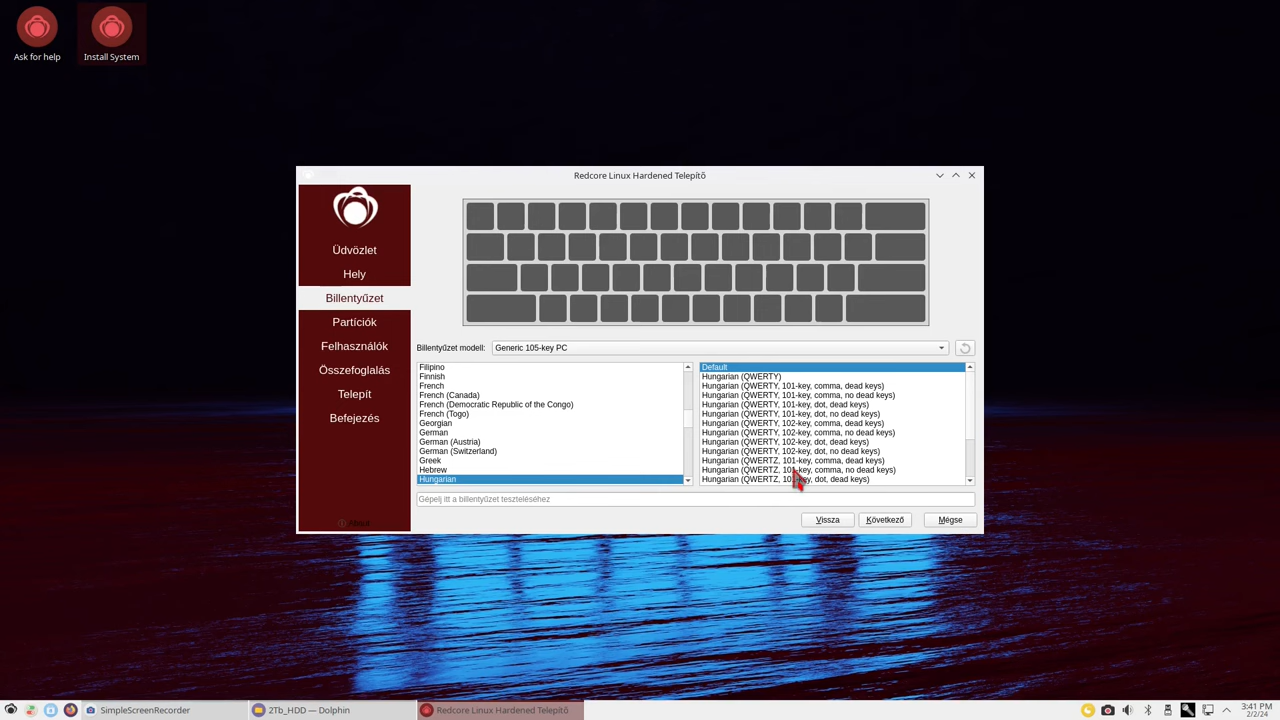 Ask for help
Install System
Redcore Linux Hardened Telepítő
Üdvözlet
Hely
Billentyűzet
Partíciók
Felhasználók
Összefoglalás
Telepít
Befejezés
About
Billentyűzet modell:
Generic 105-key PC
Filipino
Finnish
French
French (Canada)
French (Democratic Republic of the Congo)
French (Togo)
Georgian
German
German (Austria)
German (Switzerland)
Greek
Hebrew
Hungarian
Default
Hungarian (QWERTY)
Hungarian (QWERTY, 101-key, comma, dead keys)
Hungarian (QWERTY, 101-key, comma, no dead keys)
Hungarian (QWERTY, 101-key, dot, dead keys)
Hungarian (QWERTY, 101-key, dot, no dead keys)
Hungarian (QWERTY, 102-key, comma, dead keys)
Hungarian (QWERTY, 102-key, comma, no dead keys)
Hungarian (QWERTY, 102-key, dot, dead keys)
Hungarian (QWERTY, 102-key, dot, no dead keys)
Hungarian (QWERTZ, 101-key, comma, dead keys)
Hungarian (QWERTZ, 101-key, comma, no dead keys)
Hungarian (QWERTZ, 101-key, dot, dead keys)
Gépelj itt a billentyűzet teszteléséhez
Vissza
Következő
Mégse
SimpleScreenRecorder
2Tb_HDD — Dolphin
Redcore Linux Hardened Telepítő
3:41 PM
2/2/24